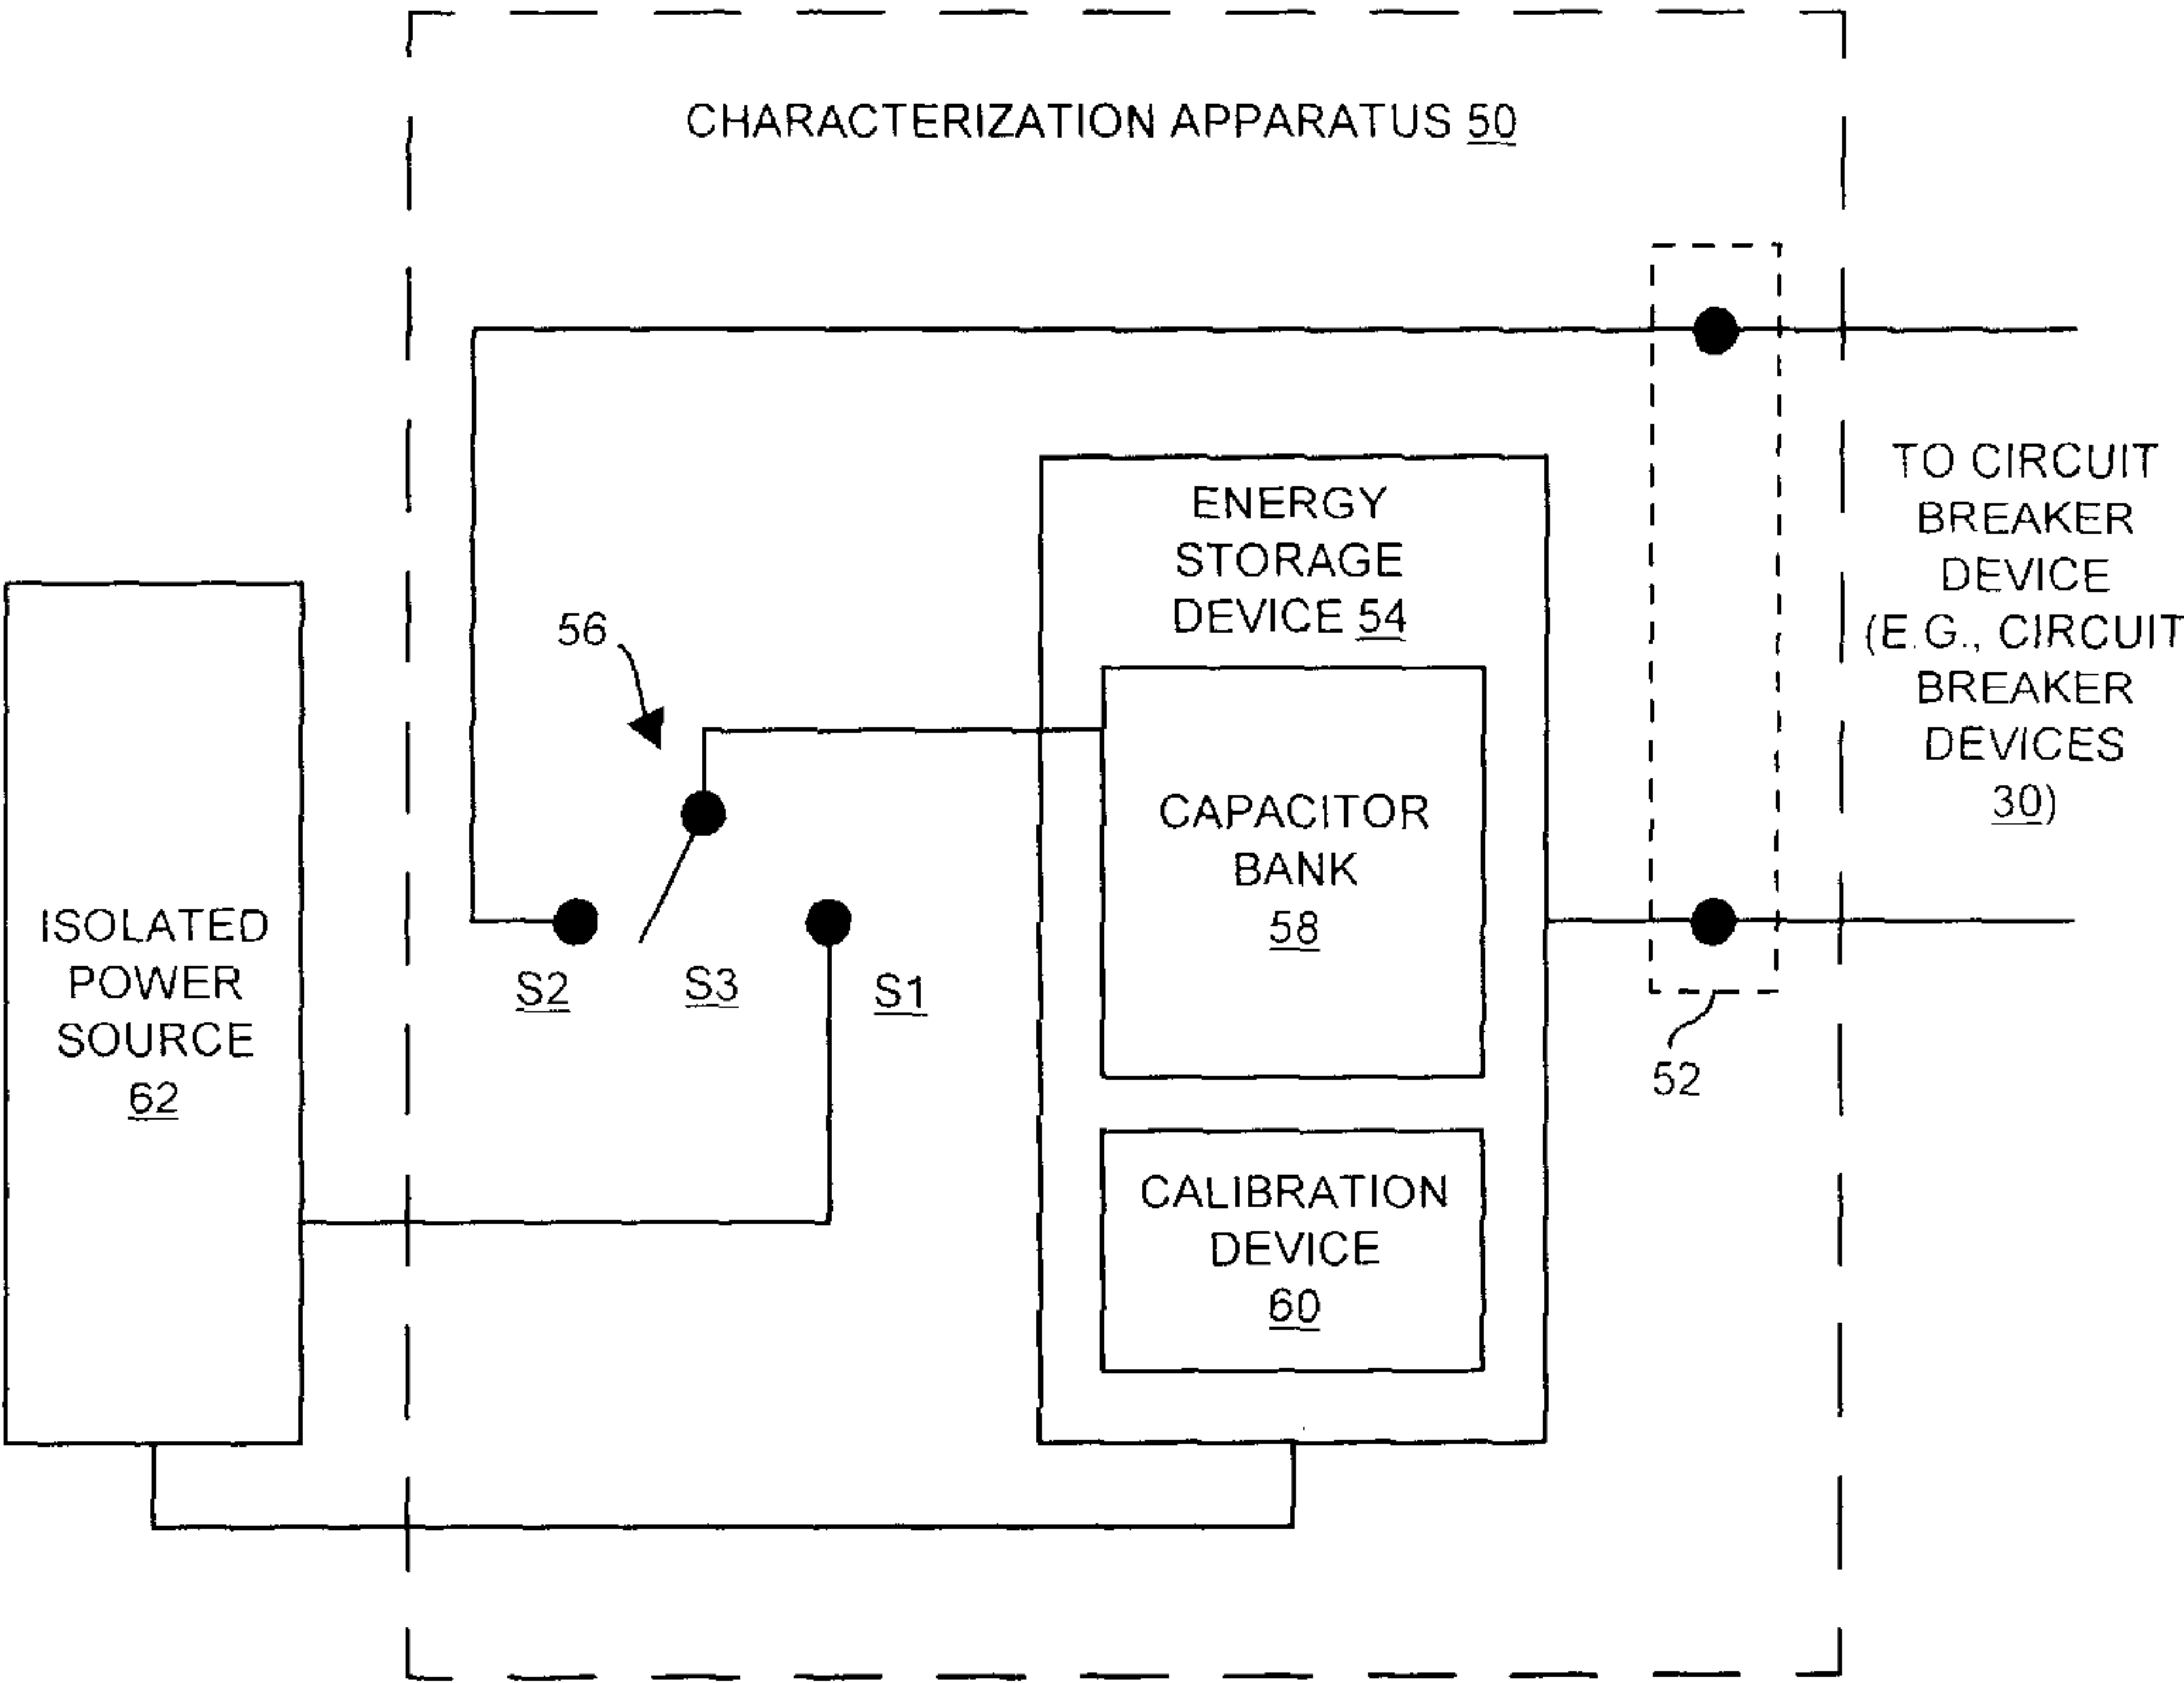 CHARACTERIZATION APPARATUS 50
TO CIRCUIT
BREAKER
DEVICE
(E.G., CIRCUIT
BREAKER
DEVICES
30)
ENERGY
STORAGE
DEVICE 54
56
CAPACITOR
BANK
58
ISOLATED
POWER
SOURCE
62
S2
S3
S1
52
CALIBRATION
DEVICE
60